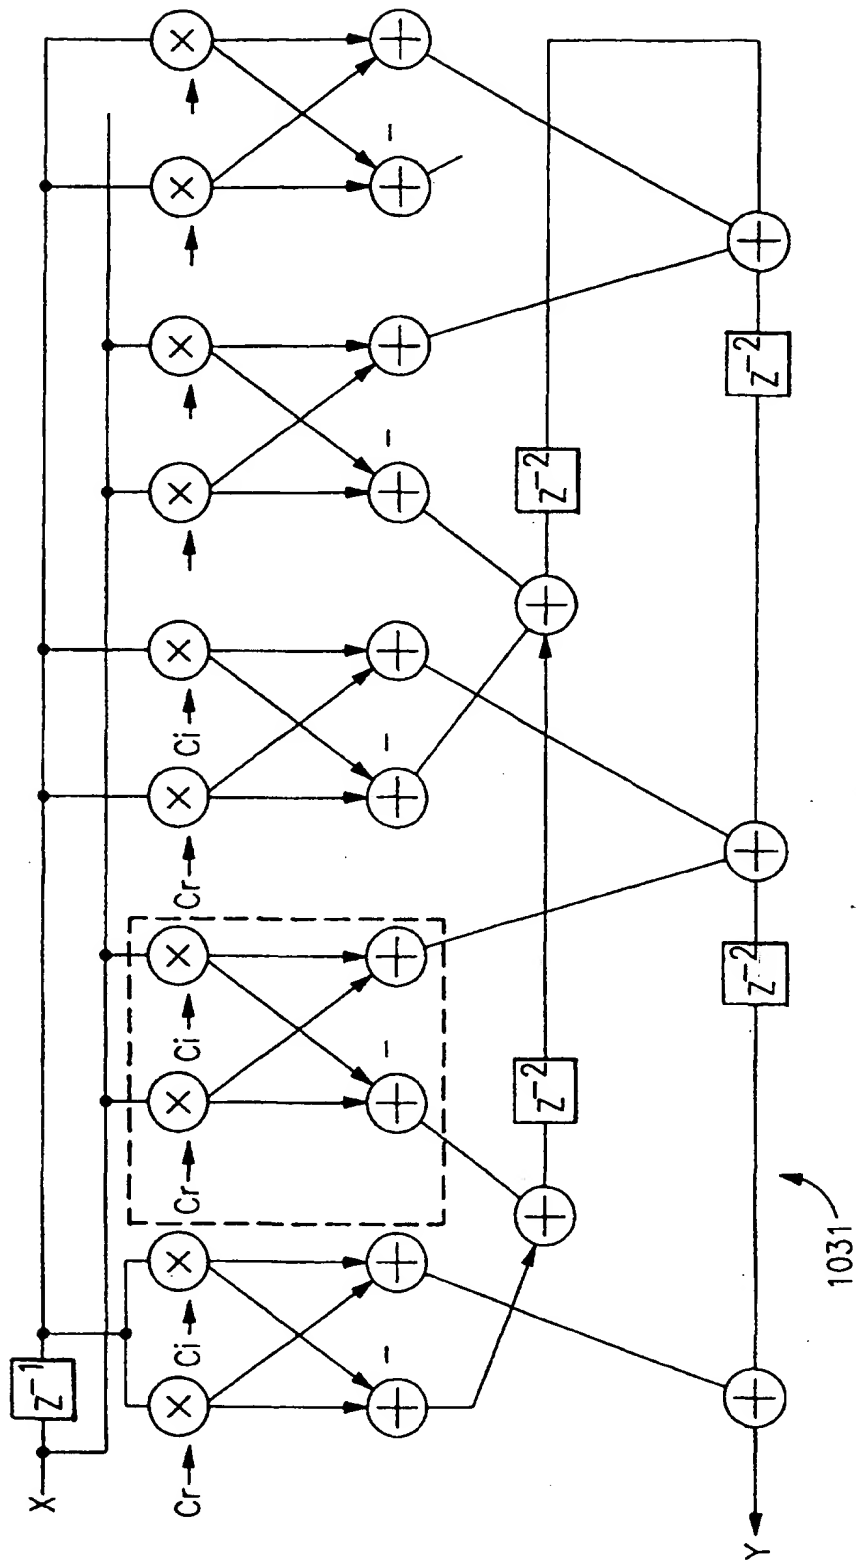 X
Z⁻¹
Cr
Ci
Cr
Ci
Cr
Ci
×
×
×
×
×
×
×
×
×
×
+
+
+
+
+
+
+
+
+
+
−
−
−
−
−
+
Z⁻²
+
Z⁻²
Y
+
Z⁻²
+
Z⁻²
+
1031